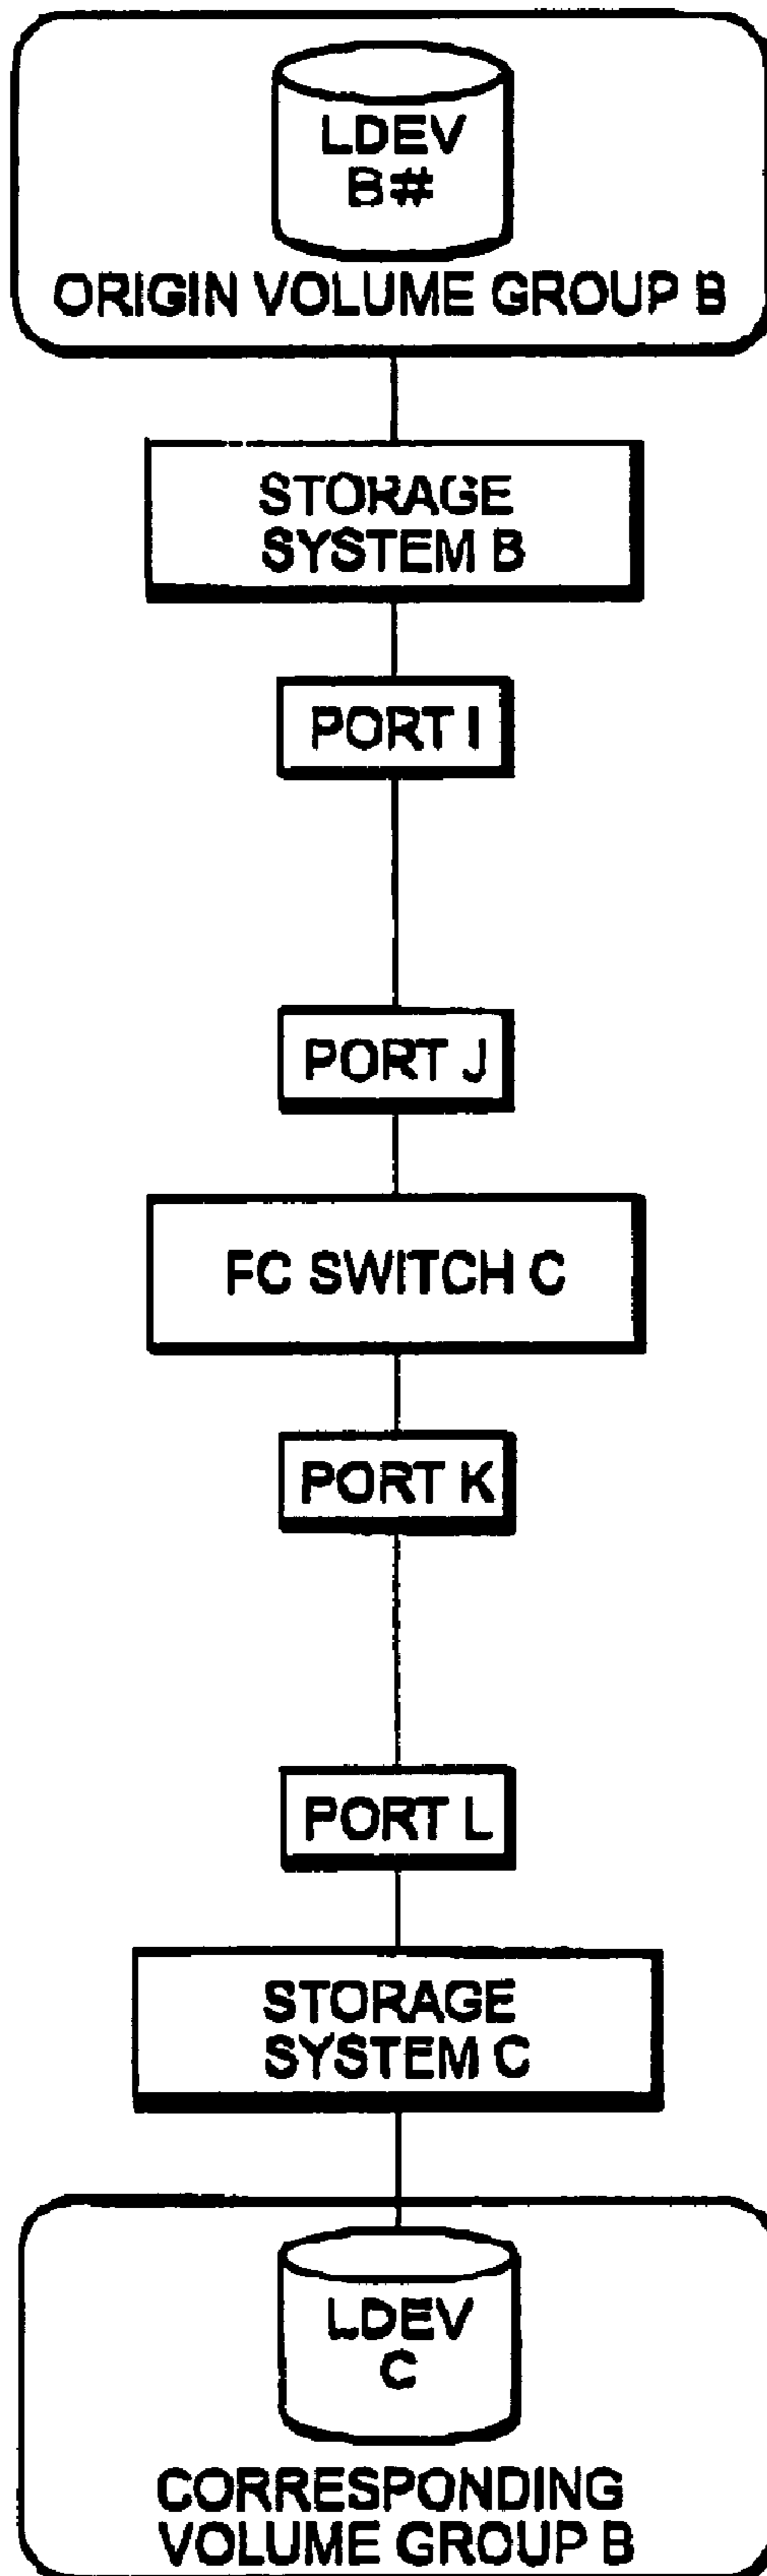 LDEV
B#
ORIGIN VOLUME GROUP B
STORAGE
SYSTEM B
PORT I
PORT J
FC SWITCH C
PORT K
PORT L
STORAGE
SYSTEM C
LDEV
C
CORRESPONDING
VOLUME GROUP B